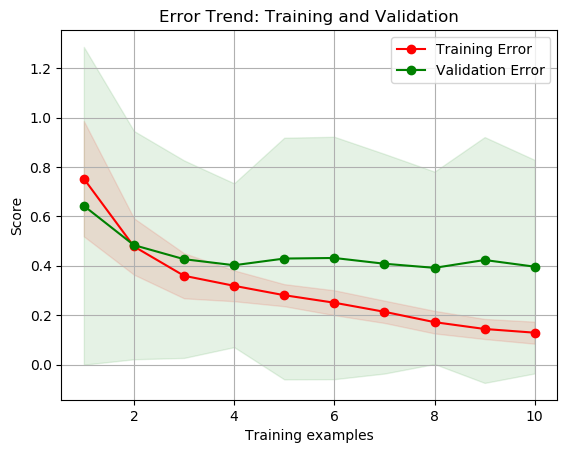 Error Trend: Training and Validation
Training Error
Validation Error
Score
1.2
1.0
0.8
0.6
0.4
0.2
0.0
2 4 6 8 10
Training examples